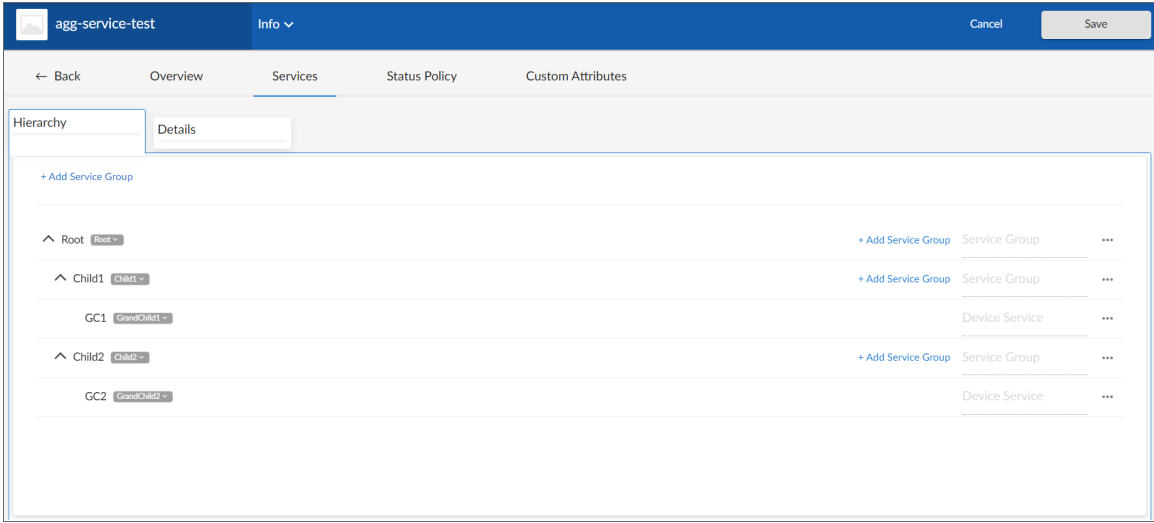 agg-service-test Info Cancel Save
← Back Overview Services Status Policy Custom Attributes
Hierarchy
Details
+ Add Service Group
Root Root + Add Service Group Service Group
Child1 Child1 + Add Service Group Service Group
GC1 GrandChild1 Device Service
Child2 Child2 + Add Service Group Service Group
GC2 GrandChild2 Device Service